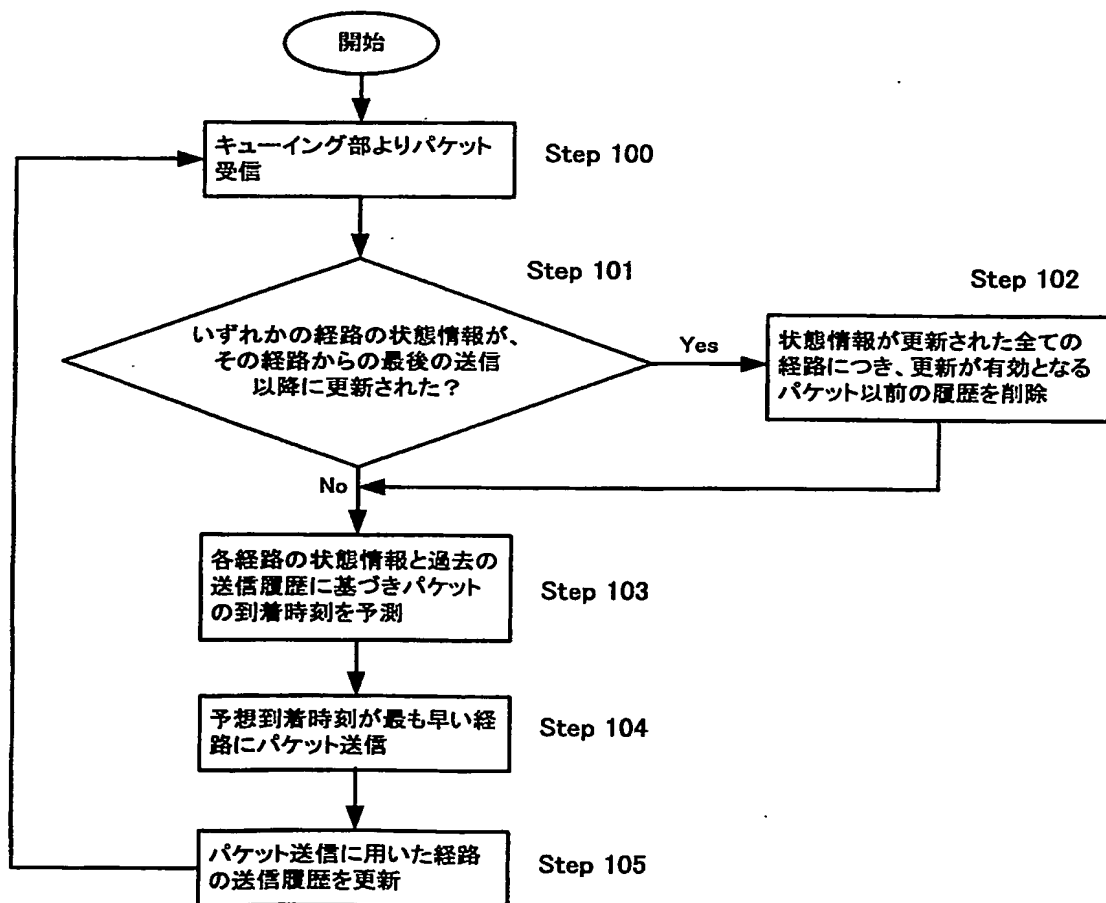 開始
キューイング部よりパケット
受信
Step 100
Step 101
いずれかの経路の状態情報が、
その経路からの最後の送信
以降に更新された？
Yes
Step 102
状態情報が更新された全ての
経路につき、更新が有効となる
パケット以前の履歴を削除
No
各経路の状態情報と過去の
送信履歴に基づきパケット
の到着時刻を予測
Step 103
予想到着時刻が最も早い経
路にパケット送信
Step 104
パケット送信に用いた経路
の送信履歴を更新
Step 105